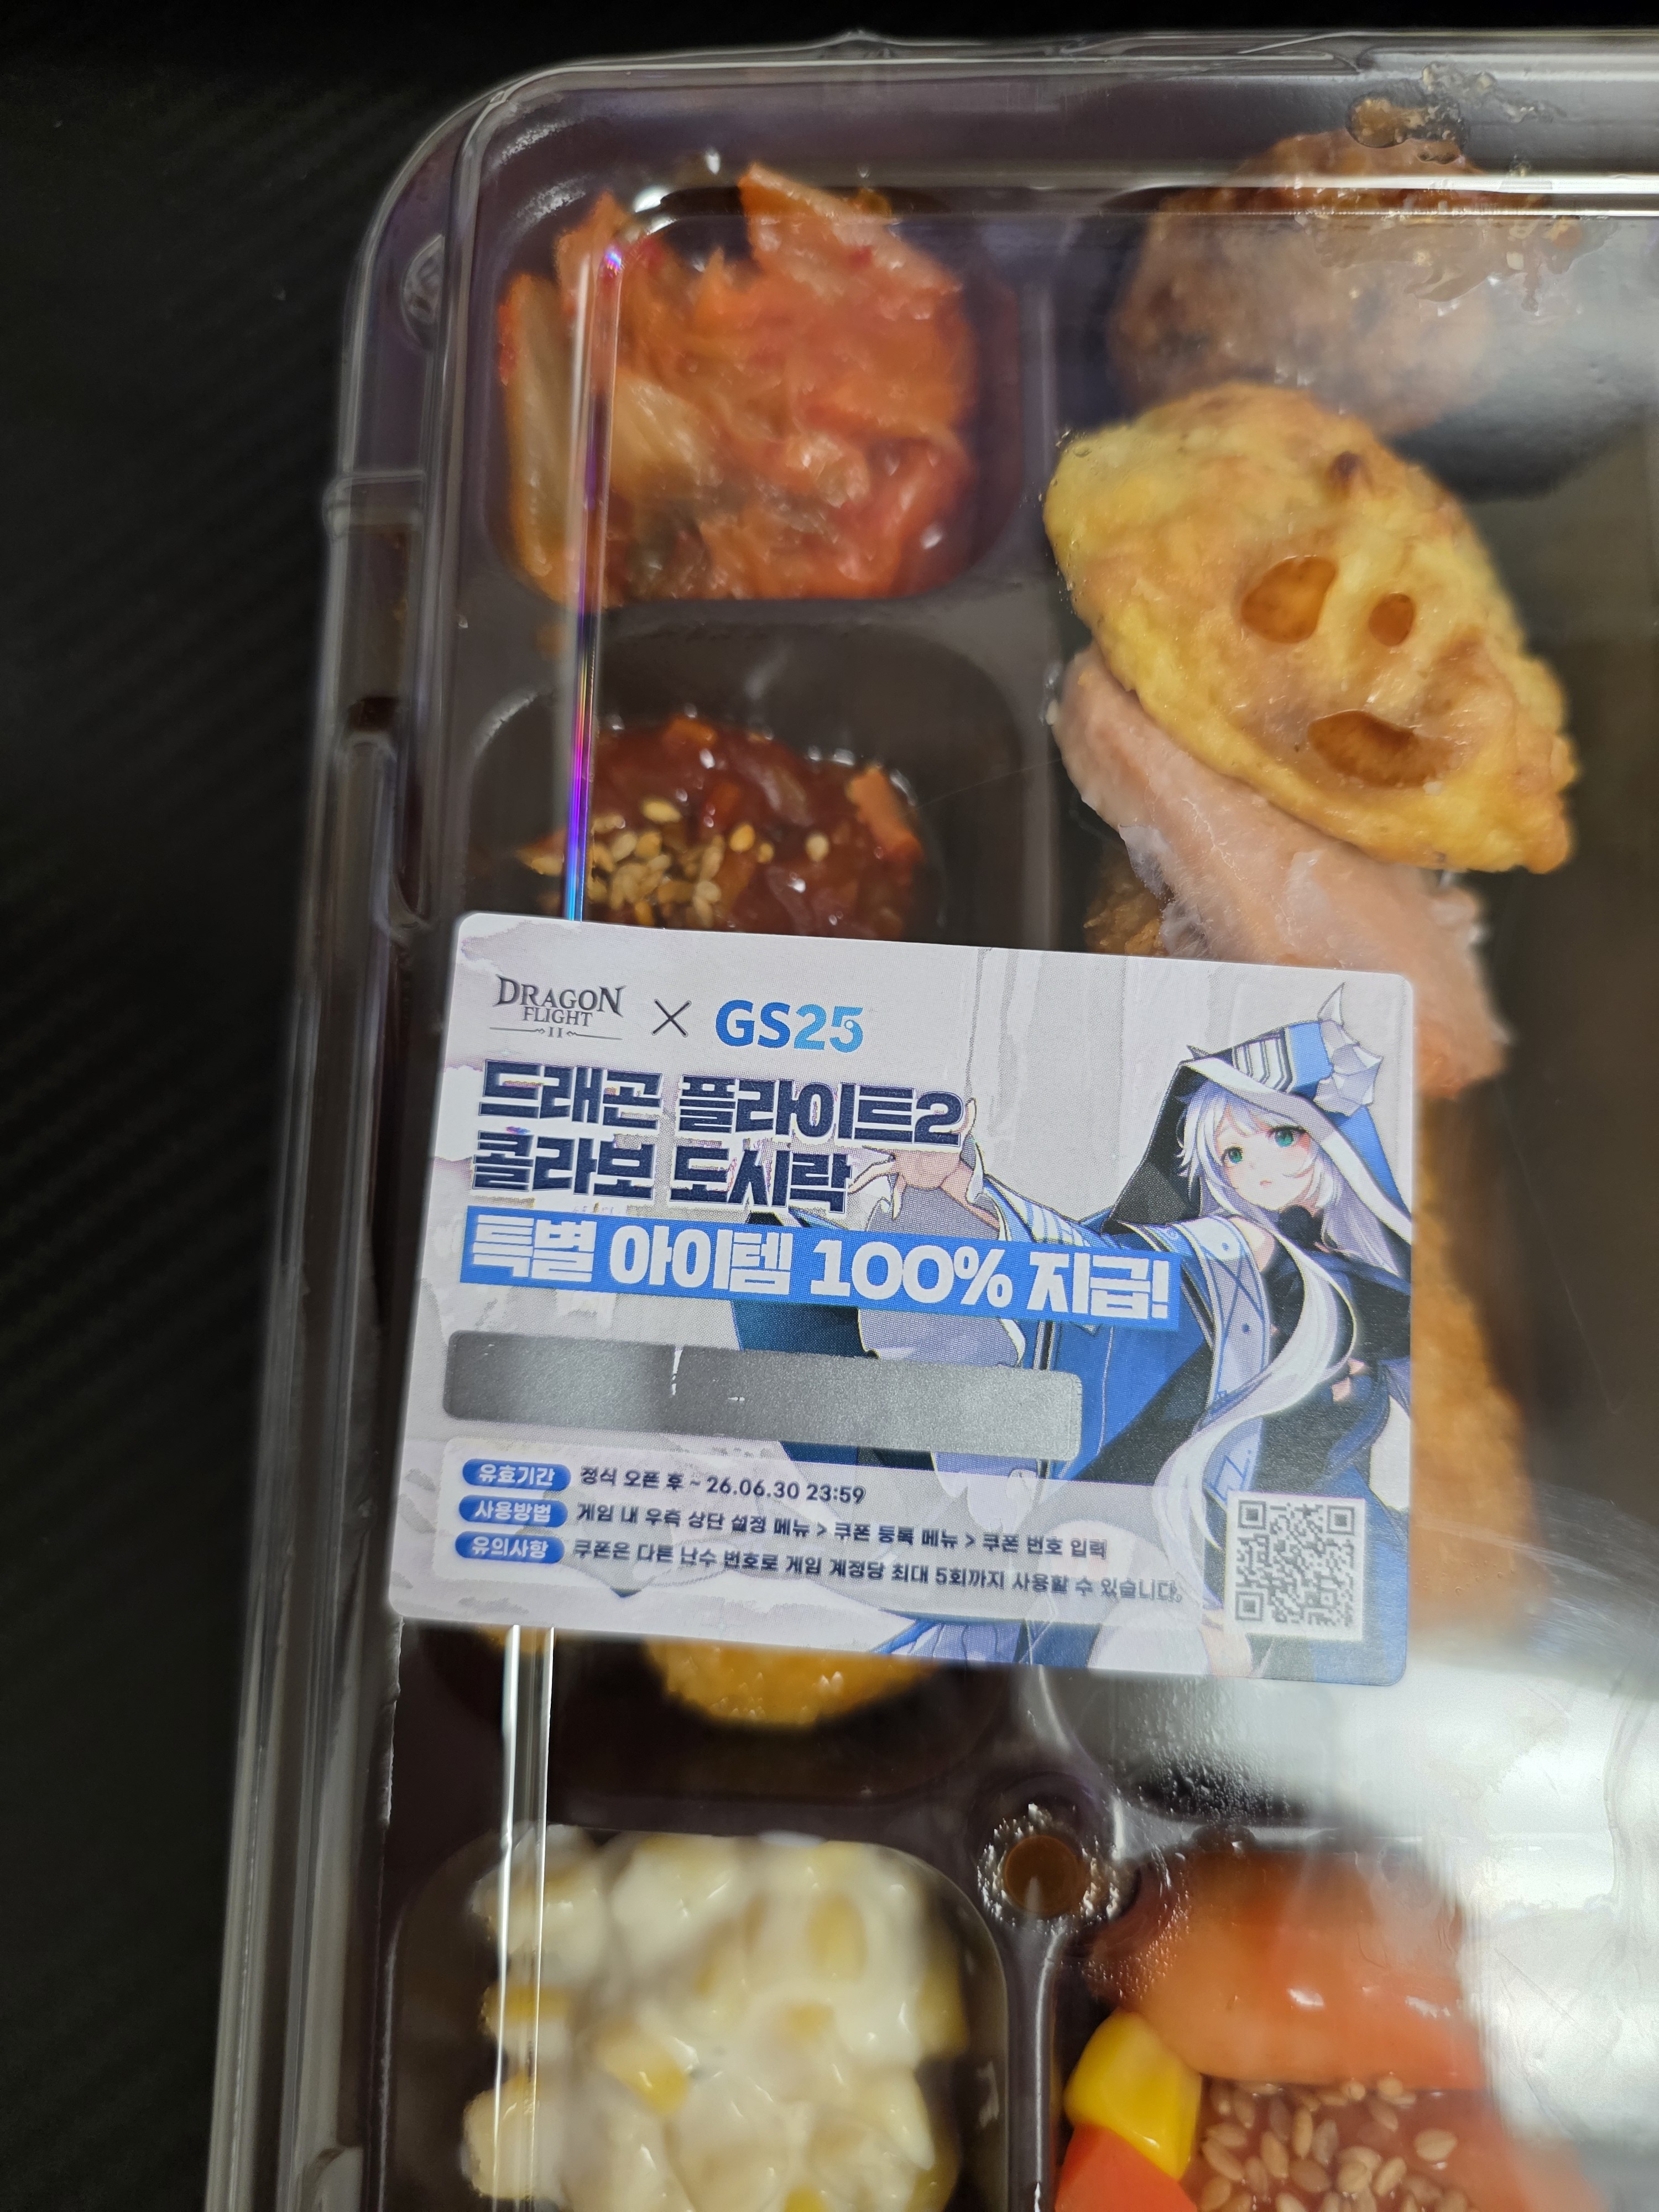 DRAGON
FLIGHT
II
× GS25
드래곤 플라이트2
콜라보 도시락
특별 아이템 100% 지급!
유효기간 정식 오픈 후 ~ 26.06.30 23:59
사용방법 게임 내 우측 상단 설정 메뉴 > 쿠폰 등록 메뉴 > 쿠폰 번호 입력
유의사항 쿠폰은 다른 난수 번호로 게임 계정당 최대 5회까지 사용할 수 있습니다.